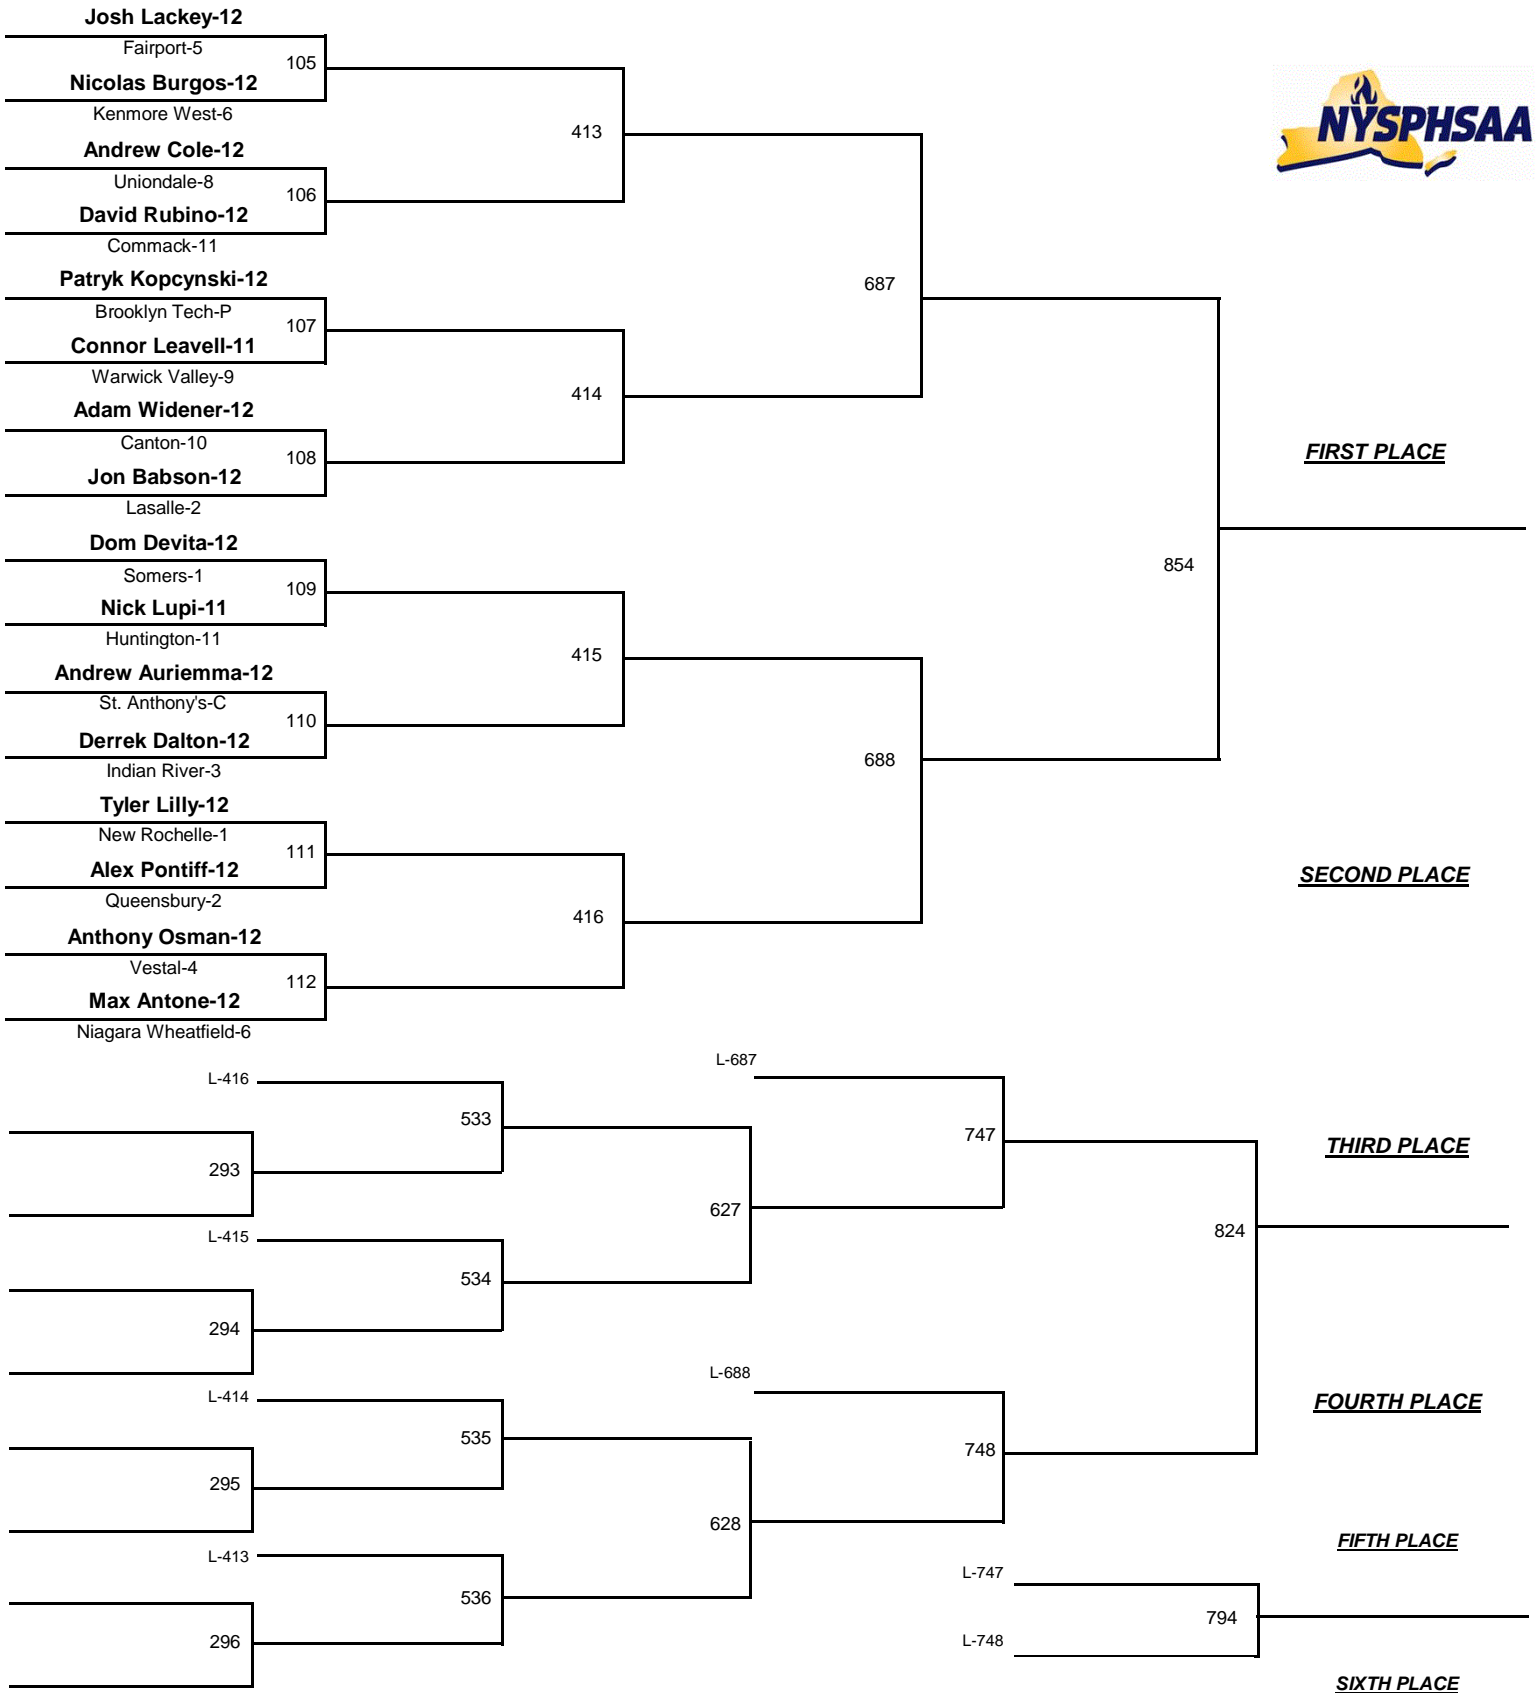 Josh Lackey-12
Fairport-5
105
Nicolas Burgos-12
Kenmore West-6
413
Andrew Cole-12
Uniondale-8
106
David Rubino-12
Commack-11
NYSPHSAA
Patryk Kopcynski-12
687
Brooklyn Tech-P
107
Connor Leavell-11
Warwick Valley-9
414
Adam Widener-12
Canton-10
108
FIRST PLACE
Jon Babson-12
Lasalle-2
Dom Devita-12
854
Somers-1
109
Nick Lupi-11
Huntington-11
415
Andrew Auriemma-12
St. Anthony's-C
110
Derrek Dalton-12
688
Indian River-3
Tyler Lilly-12
New Rochelle-1
111
Alex Pontiff-12
SECOND PLACE
Queensbury-2
416
Anthony Osman-12
Vestal-4
112
Max Antone-12
Niagara Wheatfield-6
L-687
L-416
533
747
THIRD PLACE
293
627
824
L-415
534
294
L-688
L-414
FOURTH PLACE
535
748
295
628
FIFTH PLACE
L-413
L-747
536
794
296
L-748
SIXTH PLACE